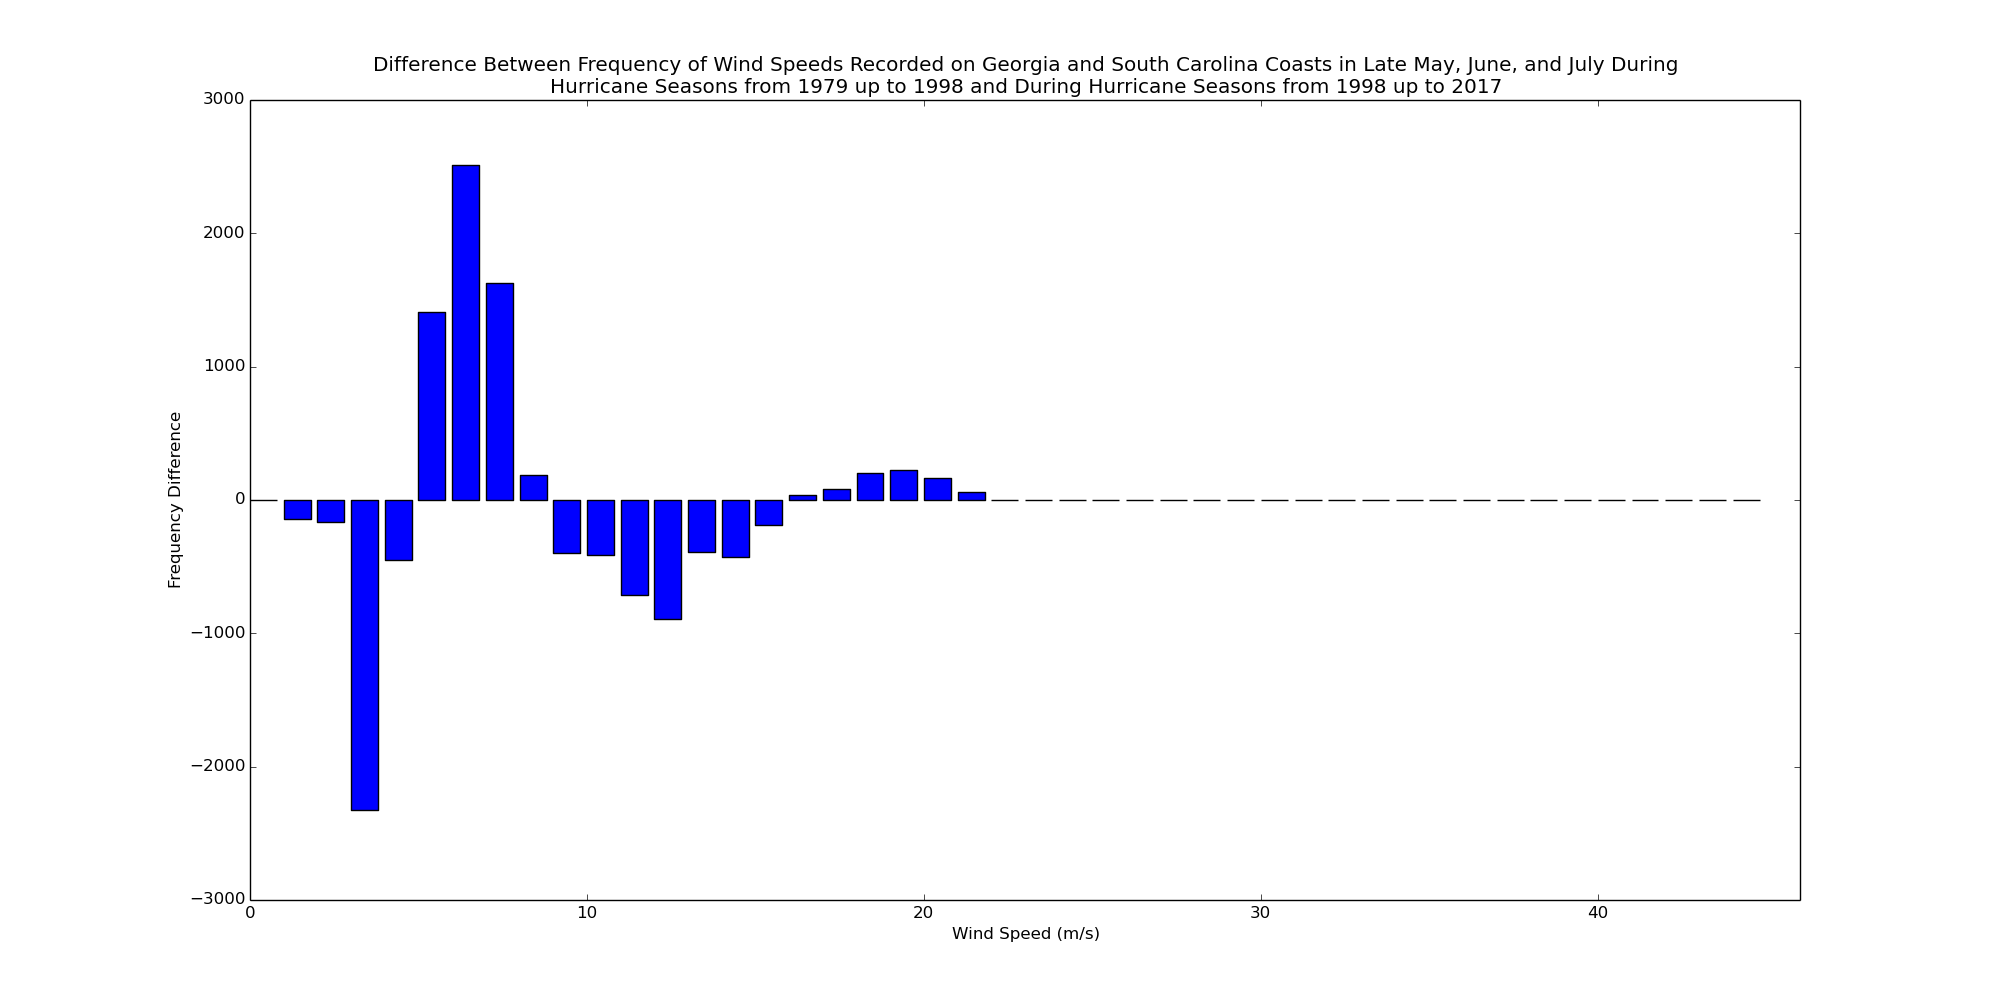 Difference Between Frequency of Wind Speeds Recorded on Georgia and South Carolina Coasts in Late May, June, and July During
Hurricane Seasons from 1979 up to 1998 and During Hurricane Seasons from 1998 up to 2017
3000
2000
1000
0
−1000
−2000
−3000
Frequency Difference
0 10 20 30 40
Wind Speed (m/s)